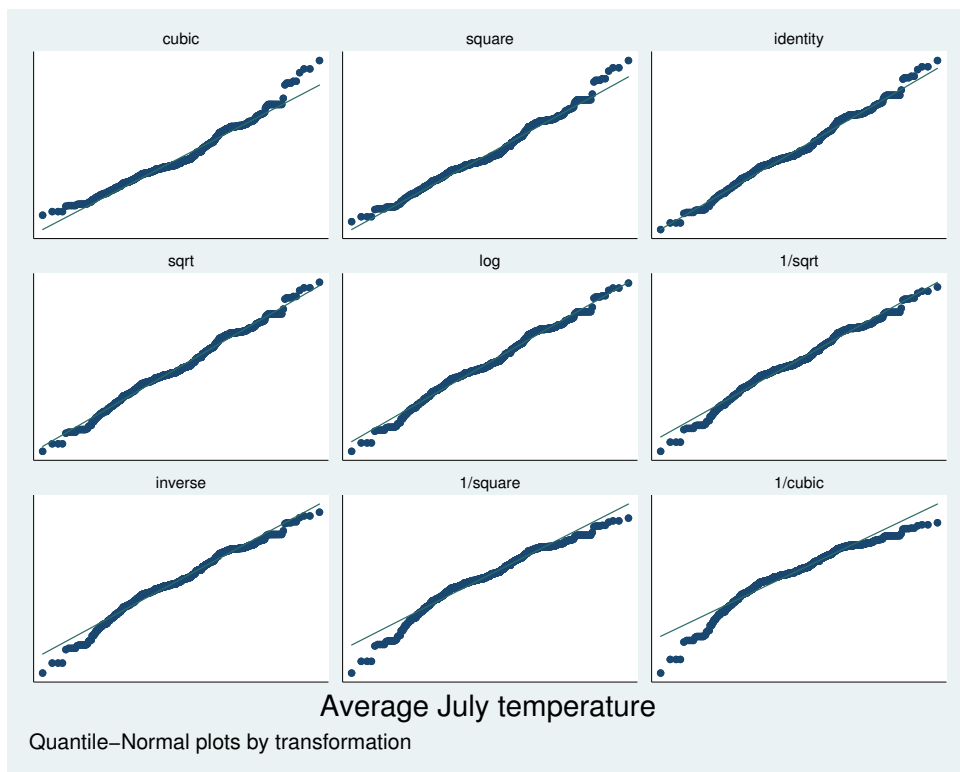 cubic
square
identity
sqrt
log
1/sqrt
inverse
1/square
1/cubic
Average July temperature
Quantile−Normal plots by transformation